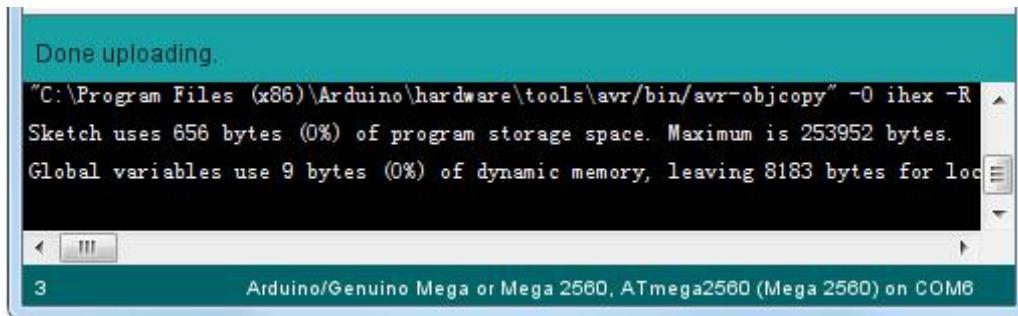 Done uploading.
"C:\Program Files (x86)\Arduino\hardware\tools\avr/bin/avr-objcopy" -O ihex -R
Sketch uses 656 bytes (0%) of program storage space. Maximum is 253952 bytes.
Global variables use 9 bytes (0%) of dynamic memory, leaving 8183 bytes for loc
3 Arduino/Genuino Mega or Mega 2560, ATmega2560 (Mega 2560) on COM6